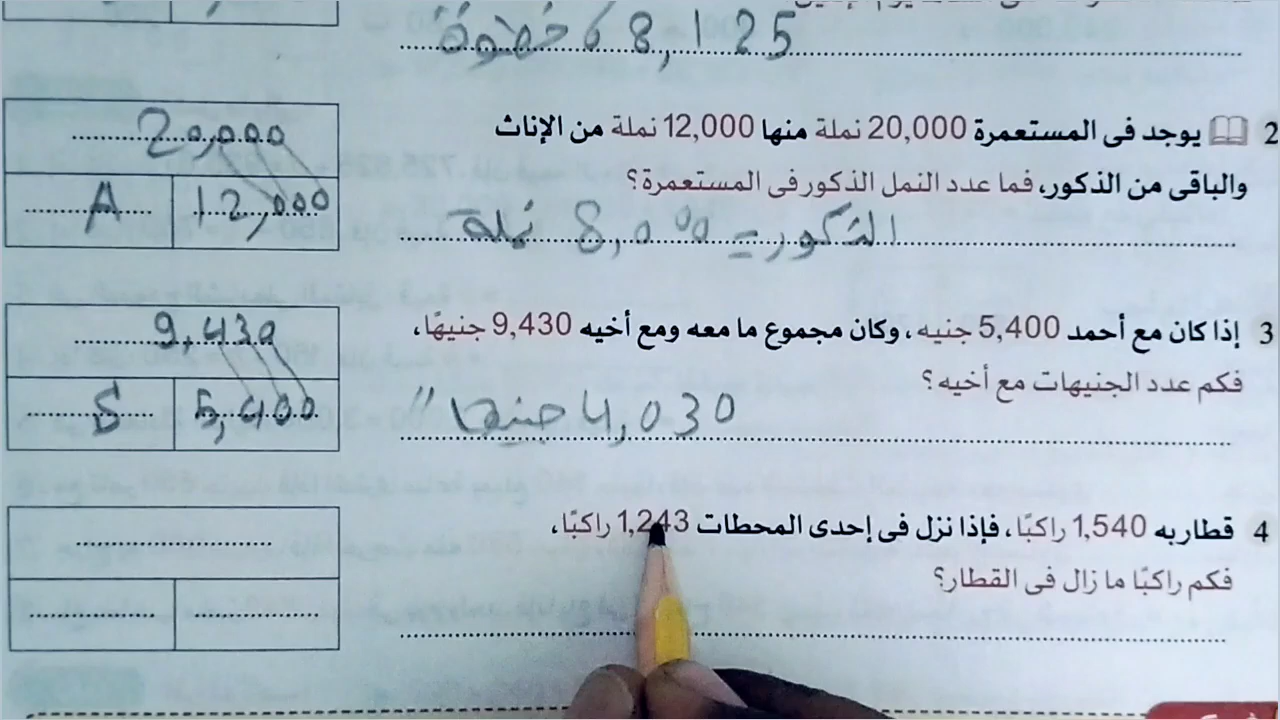 8,125 خطوة
2 يوجد فى المستعمرة 20,000 نملة منها 12,000 نملة من الإناث
والباقى من الذكور، فما عدد النمل الذكور فى المستعمرة؟
الذكور = 8,000 نملة
20,000
A 12,000
3 إذا كان مع أحمد 5,400 جنيه، وكان مجموع ما معه ومع أخيه 9,430 جنيهًا،
فكم عدد الجنيهات مع أخيه؟
4,030 جنيها"
9,430
S 5,400
4 قطار به 1,540 راكبًا، فإذا نزل فى إحدى المحطات 1,243 راكبًا،
فكم راكبًا ما زال فى القطار؟